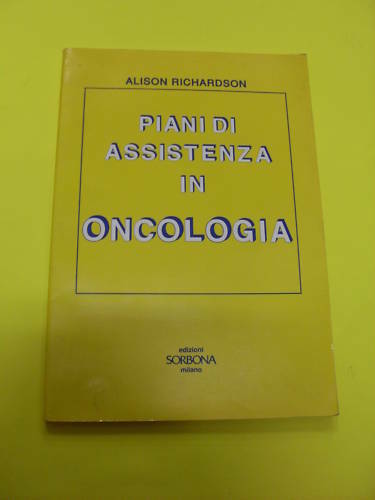 ALISON RICHARDSON
PIANI DI
ASSISTENZA
IN
ONCOLOGIA
edizioni
SORBONA
milano